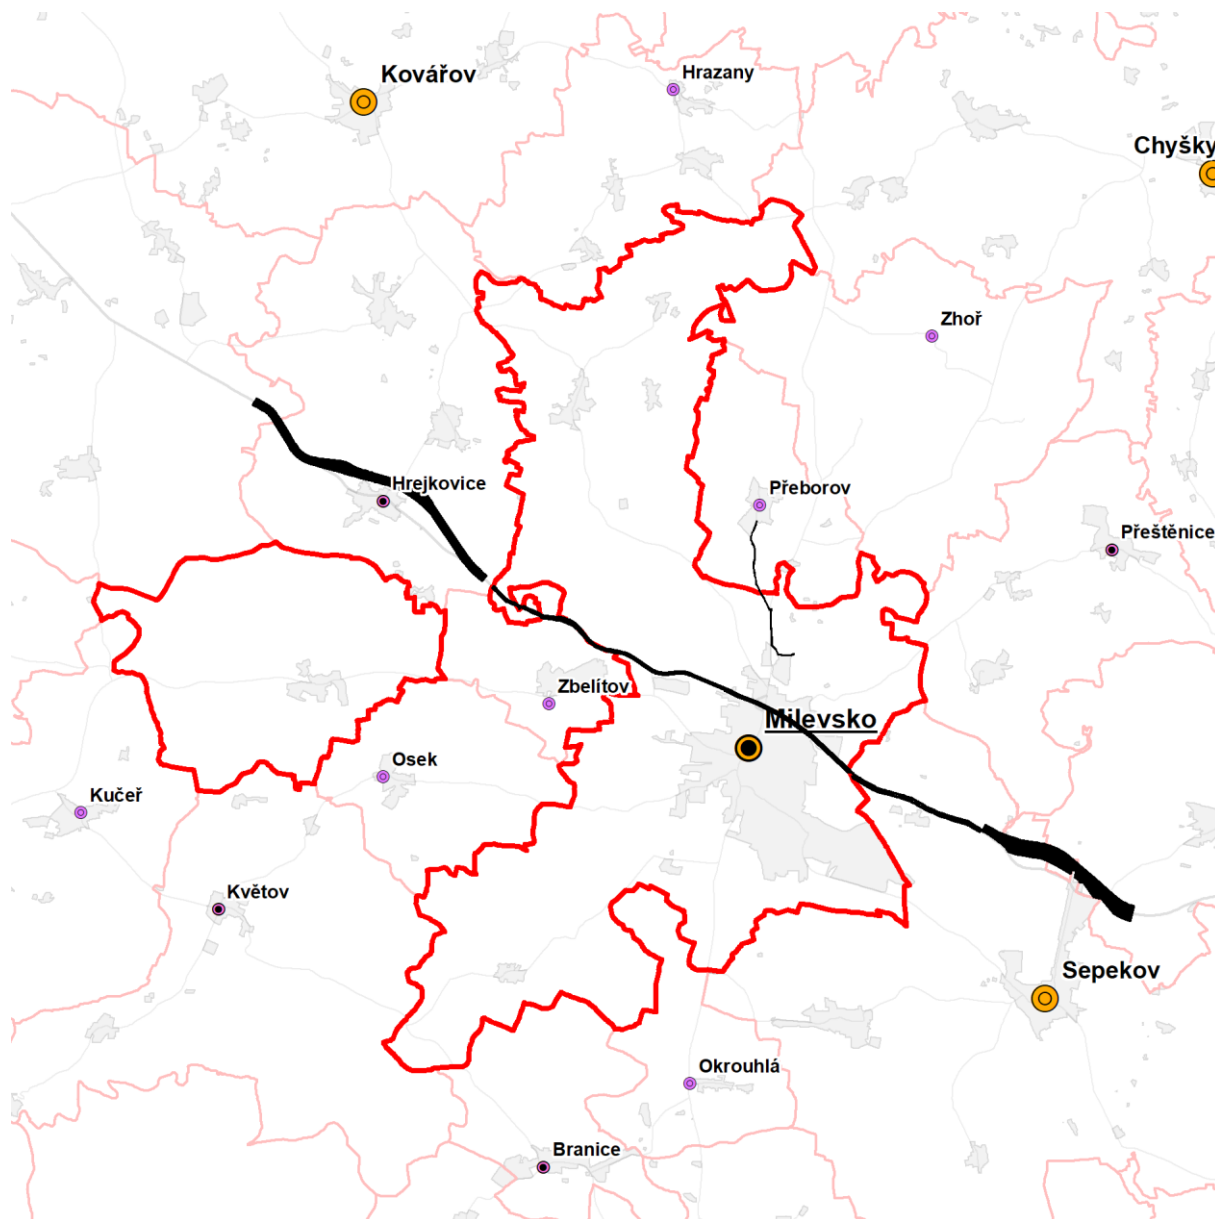 Kovářov
Hrazany
Chyšky
Zhoř
Hrejkovice
Přeborov
Přeštěnice
Zbelítov
Milevsko
Osek
Kučeř
Květov
Sepekov
Okrouhlá
Branice